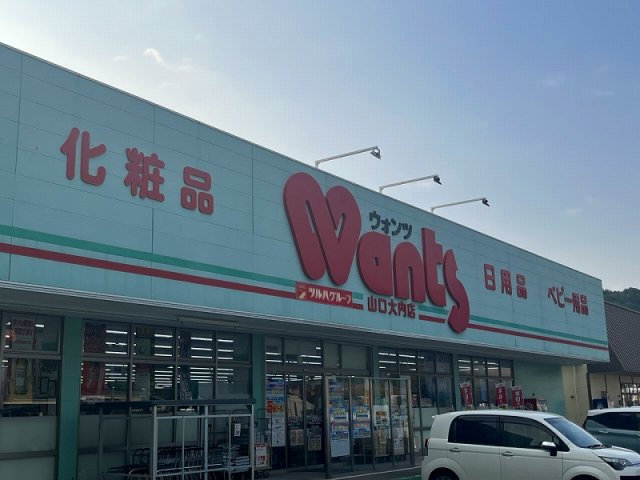 化粧品
ウォンツ
Wants
ツルハグループ
山口大内店
日用品
ベビー用品